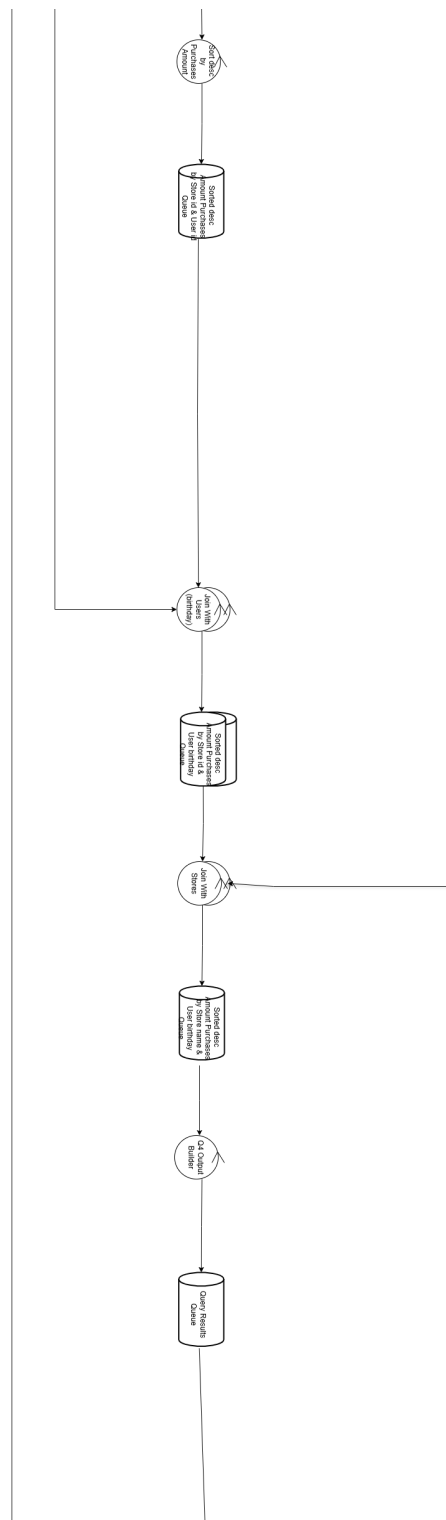 Sort desc
by
Purchases
Amount
Sorted desc
Amount Purchases
by Store id & User id
Queue
Join With
Users
(birthday)
Sorted desc
Amount Purchases
by Store id &
User birthday
Queue
Join With
Stores
Sorted desc
Amount Purchases
by Store name &
User birthday
Queue
Q4 Output
Builder
Query Results
Queue